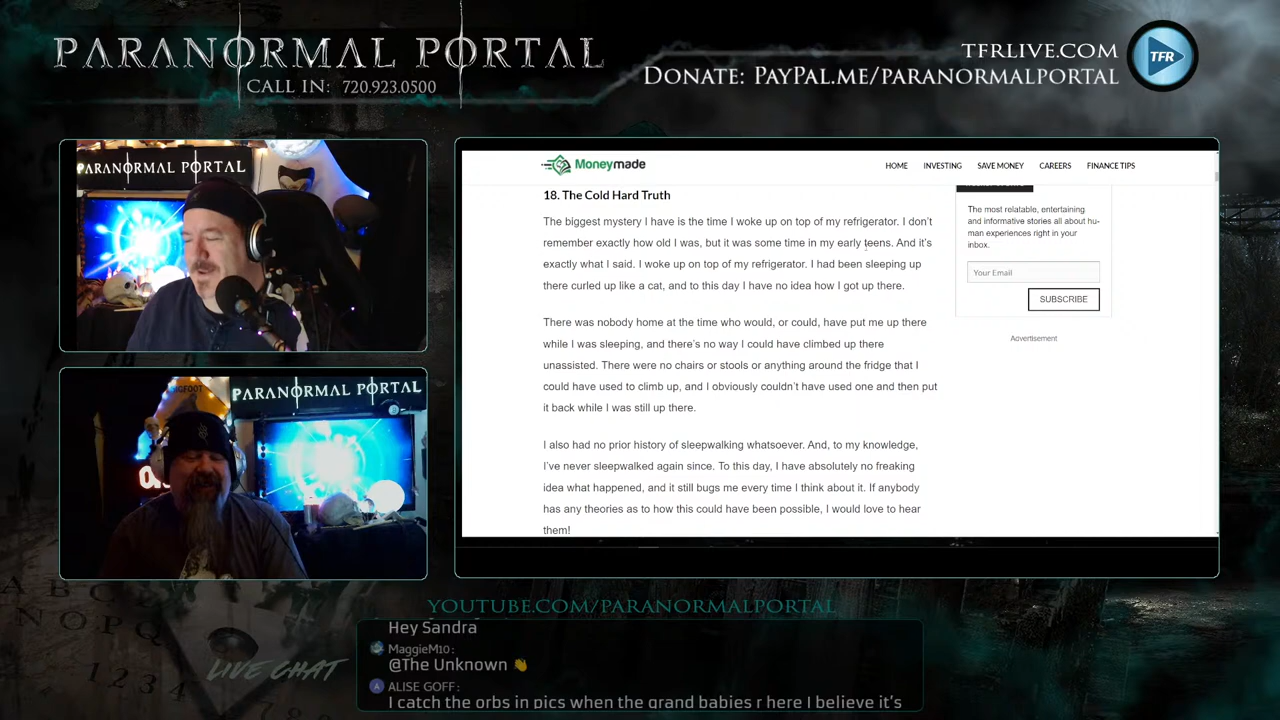 PARANORMAL PORTAL
CALL IN: 720.923.0500
TFRLIVE.COM
DONATE: PAYPAL.ME/PARANORMALPORTAL
TFR
PARANORMAL PORTAL
BIGFOOT
PARANORMAL PORTAL
Moneymade
HOME INVESTING SAVE MONEY CAREERS FINANCE TIPS
18. The Cold Hard Truth
The biggest mystery I have is the time I woke up on top of my refrigerator. I don't
remember exactly how old I was, but it was some time in my early teens. And it's
exactly what I said. I woke up on top of my refrigerator. I had been sleeping up
there curled up like a cat, and to this day I have no idea how I got up there.
There was nobody home at the time who would, or could, have put me up there
while I was sleeping, and there's no way I could have climbed up there
unassisted. There were no chairs or stools or anything around the fridge that I
could have used to climb up, and I obviously couldn't have used one and then put
it back while I was still up there.
I also had no prior history of sleepwalking whatsoever. And, to my knowledge,
I've never sleepwalked again since. To this day, I have absolutely no freaking
idea what happened, and it still bugs me every time I think about it. If anybody
has any theories as to how this could have been possible, I would love to hear
them!
The most relatable, entertaining
and informative stories all about hu-
man experiences right in your
inbox.
Your Email
SUBSCRIBE
Advertisement
YOUTUBE.COM/PARANORMALPORTAL
LIVE CHAT
Hey Sandra
MaggieM10:
@The Unknown 👏
A ALISE GOFF:
I catch the orbs in pics when the grand babies r here I believe it's
A B C
N O P Q
1 2 3 4